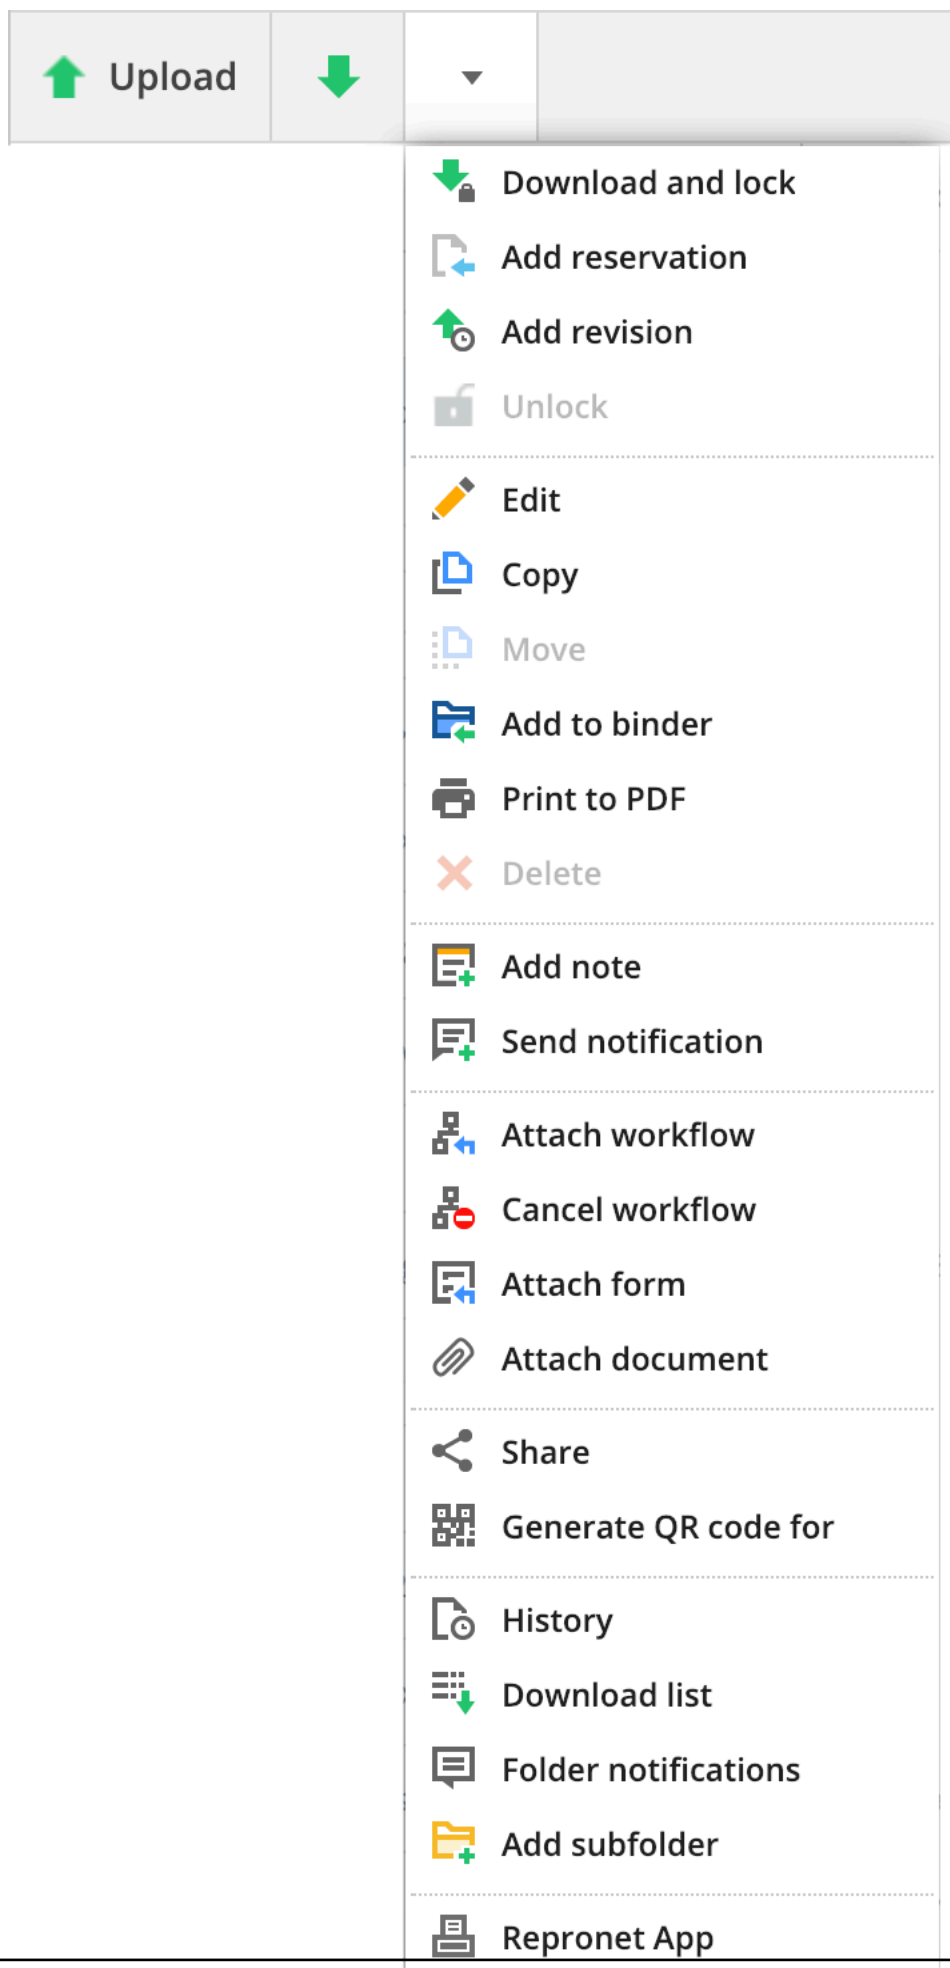 Upload
Download and lock
Add reservation
Add revision
Unlock
Edit
Copy
Move
Add to binder
Print to PDF
Delete
Add note
Send notification
Attach workflow
Cancel workflow
Attach form
Attach document
Share
Generate QR code for
History
Download list
Folder notifications
Add subfolder
Repronet App